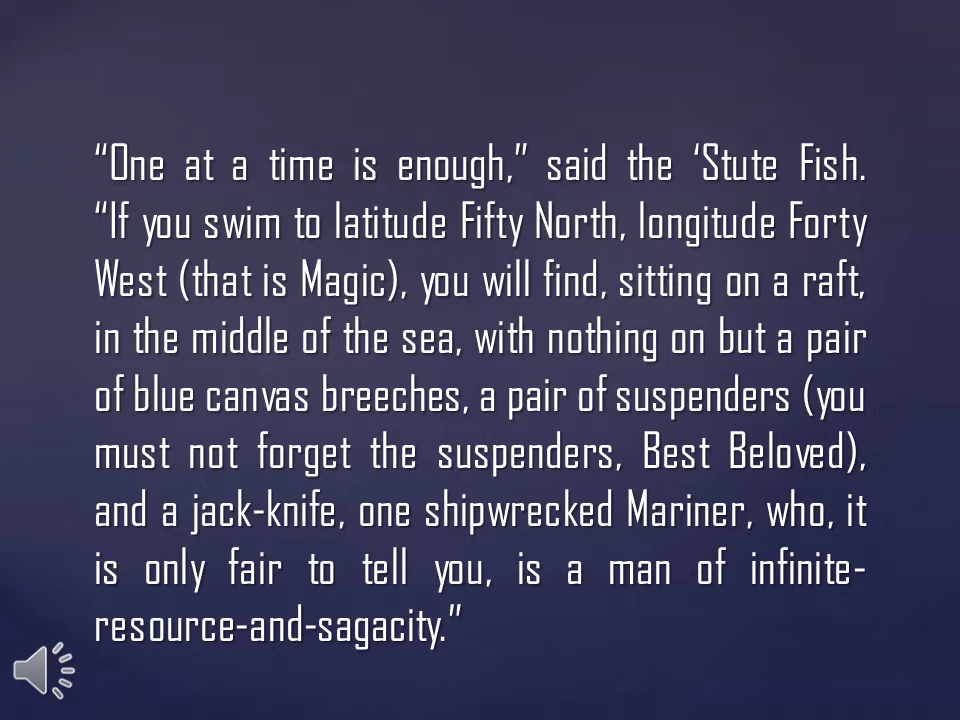 “One at a time is enough,” said the ‘Stute Fish.
“If you swim to latitude Fifty North, longitude Forty
West (that is Magic), you will find, sitting on a raft,
in the middle of the sea, with nothing on but a pair
of blue canvas breeches, a pair of suspenders (you
must not forget the suspenders, Best Beloved),
and a jack-knife, one shipwrecked Mariner, who, it
is only fair to tell you, is a man of infinite-
resource-and-sagacity.”